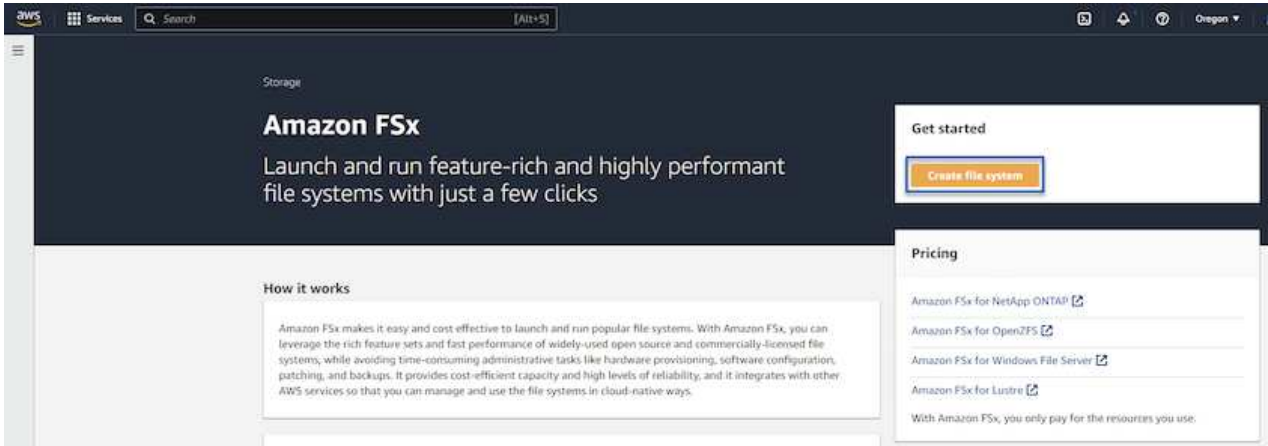 aws
Services
Search
[Alt+S]
Oregon
Storage
Amazon FSx
Launch and run feature-rich and highly performant
file systems with just a few clicks
Get started
Create file system
Pricing
Amazon FSx for NetApp ONTAP
Amazon FSx for OpenZFS
Amazon FSx for Windows File Server
Amazon FSx for Lustre
With Amazon FSx, you only pay for the resources you use.
How it works
Amazon FSx makes it easy and cost effective to launch and run popular file systems. With Amazon FSx, you can
leverage the rich feature sets and fast performance of widely-used open source and commercially-licensed file
systems, while avoiding time-consuming administrative tasks like hardware provisioning, software configuration,
patching, and backups. It provides cost-efficient capacity and high levels of reliability, and it integrates with other
AWS services so that you can manage and use the file systems in cloud-native ways.